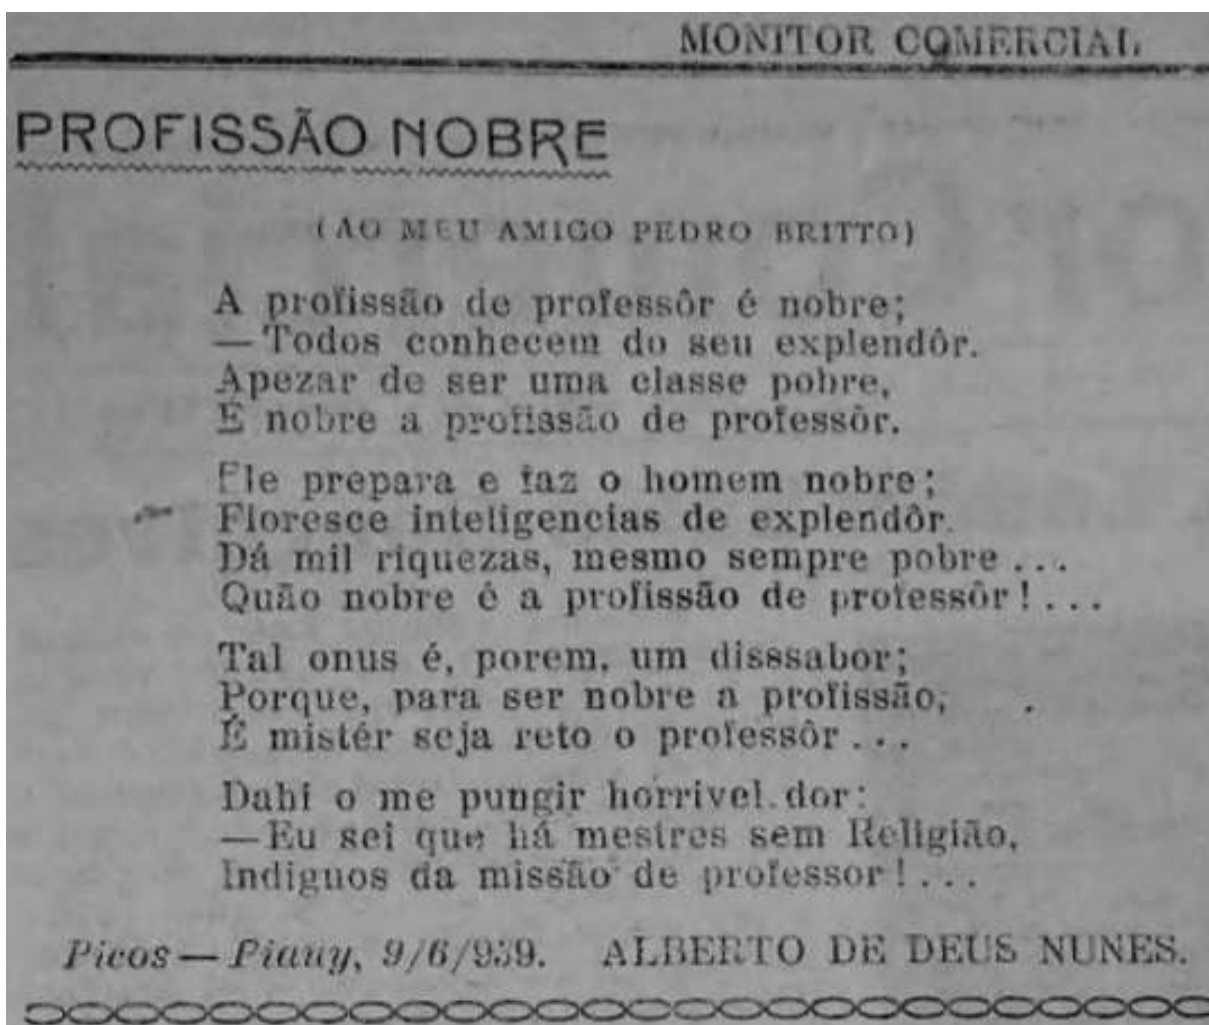 MONITOR COMERCIAL
PROFISSÃO NOBRE
(AO MEU AMIGO PEDRO BRITTO)
A profissão de professôr é nobre;
— Todos conhecem do seu explendôr.
Apezar de ser uma classe pobre,
É nobre a profissão de professôr.
Ele prepara e faz o homem nobre;
Floresce inteligencias de explendôr.
Dá mil riquezas, mesmo sempre pobre ...
Quão nobre é a profissão de professôr! ...
Tal onus é, porem, um disssabor;
Porque, para ser nobre a profissão,
É mistér seja reto o professôr ...
Dahi o me pungir horrivel dor:
— Eu sei que há mestres sem Religião,
Indignos da missão de professor! ...
Picos — Piauy, 9/6/939. ALBERTO DE DEUS NUNES.